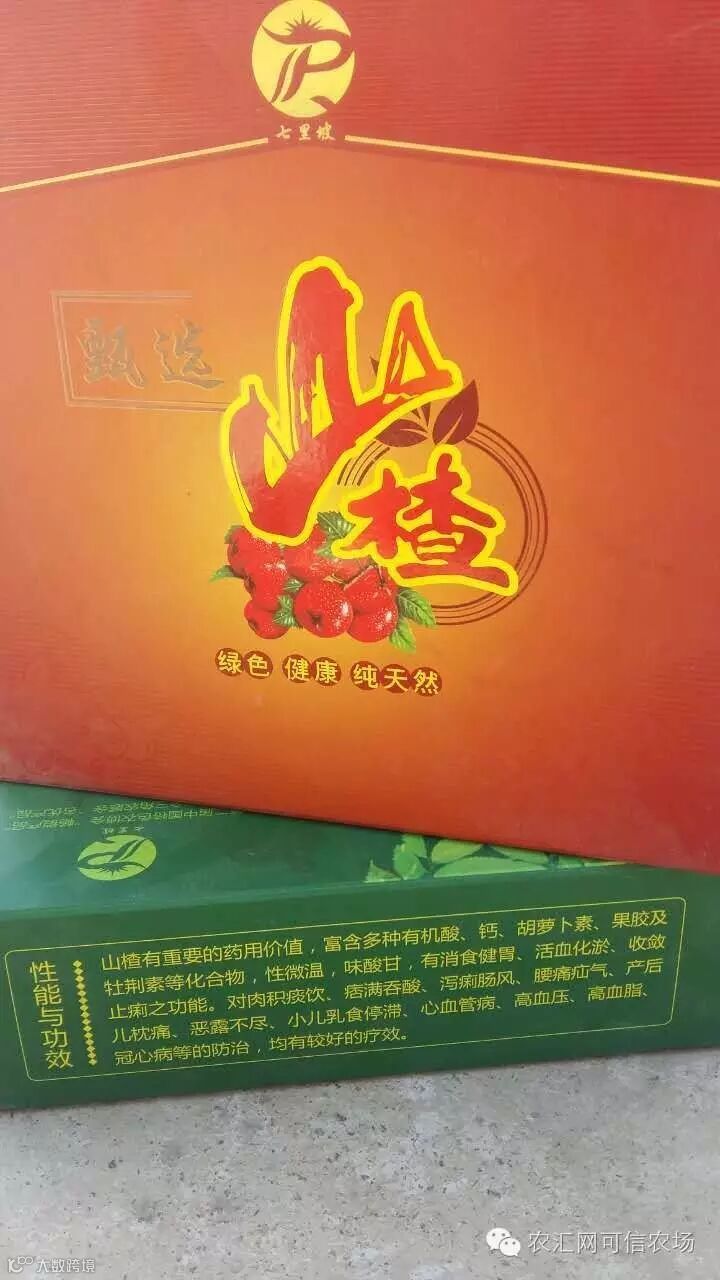 七里坡
甄选
山楂
绿色 健康 纯天然
七里坡
性能与功效
山楂有重要的药用价值，富含多种有机酸、钙、胡萝卜素、果胶及
牡荆素等化合物，性微温，味酸甘，有消食健胃、活血化淤、收敛
止痢之功能。对肉积痰饮、痞满吞酸、泻痢肠风、腰痛疝气、产后
儿枕痛、恶露不尽、小儿乳食停滞、心血管病、高血压、高血脂、
冠心病等的防治，均有较好的疗效。
农汇网可信农场
大数跨境